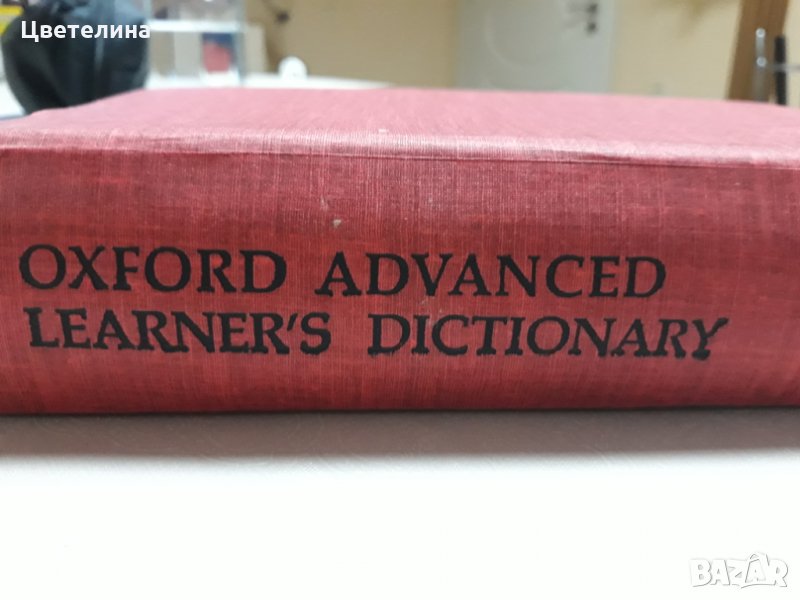 Цветелина
OXFORD ADVANCED
LEARNER'S DICTIONARY
BAZAR